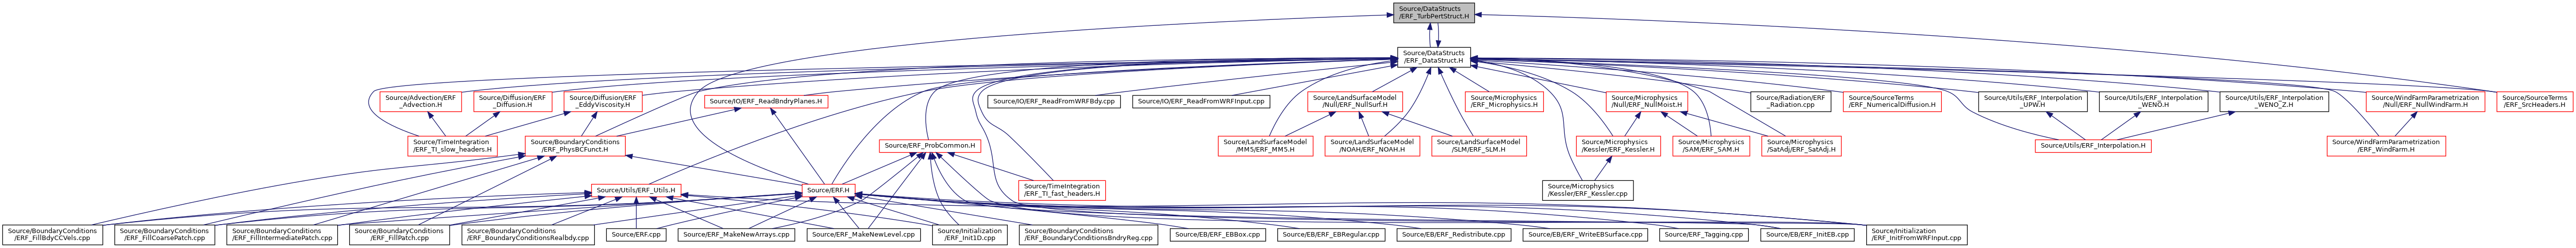 Source/DataStructs
/ERF_TurbPertStruct.H
Source/DataStructs
/ERF_DataStruct.H
Source/Advection/ERF
_Advection.H
Source/Diffusion/ERF
_Diffusion.H
Source/Diffusion/ERF
_EddyViscosity.H
Source/IO/ERF_ReadBndryPlanes.H
Source/IO/ERF_ReadFromWRFBdy.cpp
Source/IO/ERF_ReadFromWRFInput.cpp
Source/LandSurfaceModel
/Null/ERF_NullSurf.H
Source/Microphysics
/ERF_Microphysics.H
Source/Microphysics
/Null/ERF_NullMoist.H
Source/Radiation/ERF
_Radiation.cpp
Source/SourceTerms
/ERF_NumericalDiffusion.H
Source/Utils/ERF_Interpolation
_UPW.H
Source/Utils/ERF_Interpolation
_WENO.H
Source/Utils/ERF_Interpolation
_WENO_Z.H
Source/WindFarmParametrization
/Null/ERF_NullWindFarm.H
Source/SourceTerms
/ERF_SrcHeaders.H
Source/TimeIntegration
/ERF_TI_slow_headers.H
Source/BoundaryConditions
/ERF_PhysBCFunct.H
Source/ERF_ProbCommon.H
Source/LandSurfaceModel
/MM5/ERF_MM5.H
Source/LandSurfaceModel
/NOAH/ERF_NOAH.H
Source/LandSurfaceModel
/SLM/ERF_SLM.H
Source/Microphysics
/Kessler/ERF_Kessler.H
Source/Microphysics
/SAM/ERF_SAM.H
Source/Microphysics
/SatAdj/ERF_SatAdj.H
Source/Utils/ERF_Interpolation.H
Source/WindFarmParametrization
/ERF_WindFarm.H
Source/Utils/ERF_Utils.H
Source/ERF.H
Source/TimeIntegration
/ERF_TI_fast_headers.H
Source/Microphysics
/Kessler/ERF_Kessler.cpp
Source/BoundaryConditions
/ERF_FillBdyCCVels.cpp
Source/BoundaryConditions
/ERF_FillCoarsePatch.cpp
Source/BoundaryConditions
/ERF_FillIntermediatePatch.cpp
Source/BoundaryConditions
/ERF_FillPatch.cpp
Source/BoundaryConditions
/ERF_BoundaryConditionsRealbdy.cpp
Source/ERF.cpp
Source/ERF_MakeNewArrays.cpp
Source/ERF_MakeNewLevel.cpp
Source/Initialization
/ERF_Init1D.cpp
Source/BoundaryConditions
/ERF_BoundaryConditionsBndryReg.cpp
Source/EB/ERF_EBBox.cpp
Source/EB/ERF_EBRegular.cpp
Source/EB/ERF_Redistribute.cpp
Source/EB/ERF_WriteEBSurface.cpp
Source/ERF_Tagging.cpp
Source/EB/ERF_InitEB.cpp
Source/Initialization
/ERF_InitFromWRFInput.cpp